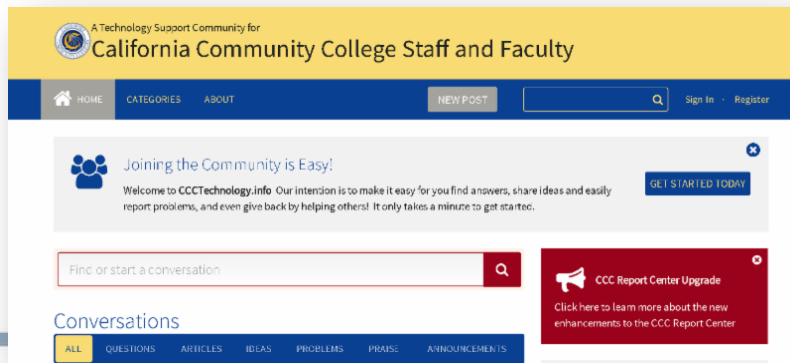 A Technology Support Community for
California Community College Staff and Faculty
HOME CATEGORIES ABOUT NEW POST Sign In · Register
Joining the Community is Easy!
Welcome to CCCTechnology.info Our intention is to make it easy for you find answers, share ideas and easily
report problems, and even give back by helping others! It only takes a minute to get started.
GET STARTED TODAY
Find or start a conversation
CCC Report Center Upgrade
Click here to learn more about the new
enhancements to the CCC Report Center
Conversations
ALL QUESTIONS ARTICLES IDEAS PROBLEMS PRAISE ANNOUNCEMENTS